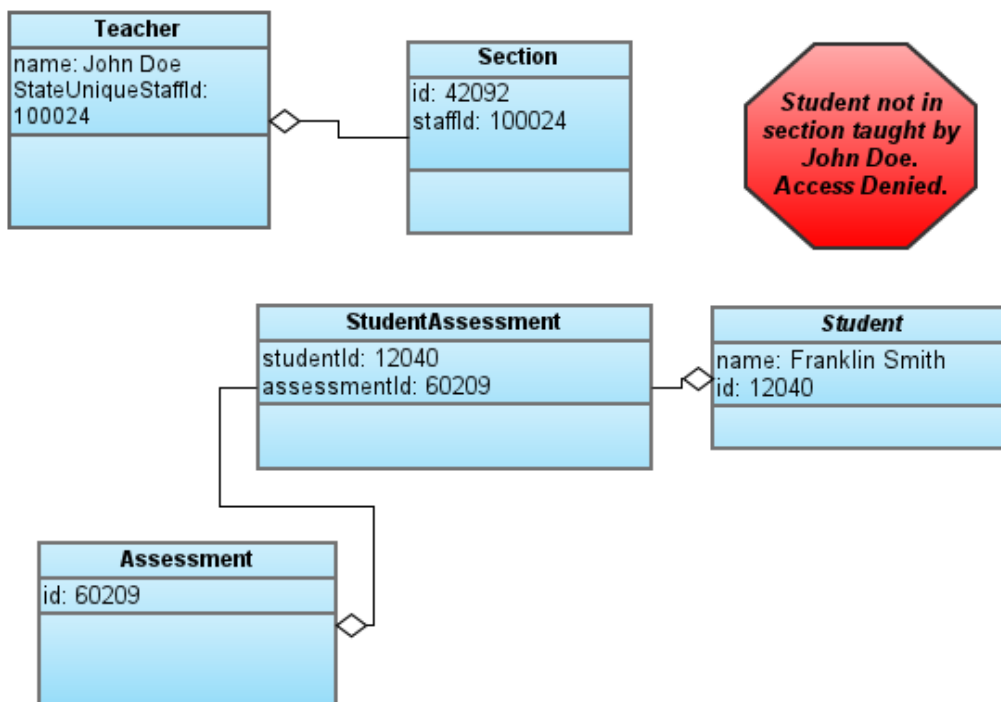 Teacher
name: John Doe
StateUniqueStaffId:
100024
Section
id: 42092
staffId: 100024
Student not in
section taught by
John Doe.
Access Denied.
StudentAssessment
studentId: 12040
assessmentId: 60209
Student
name: Franklin Smith
id: 12040
Assessment
id: 60209